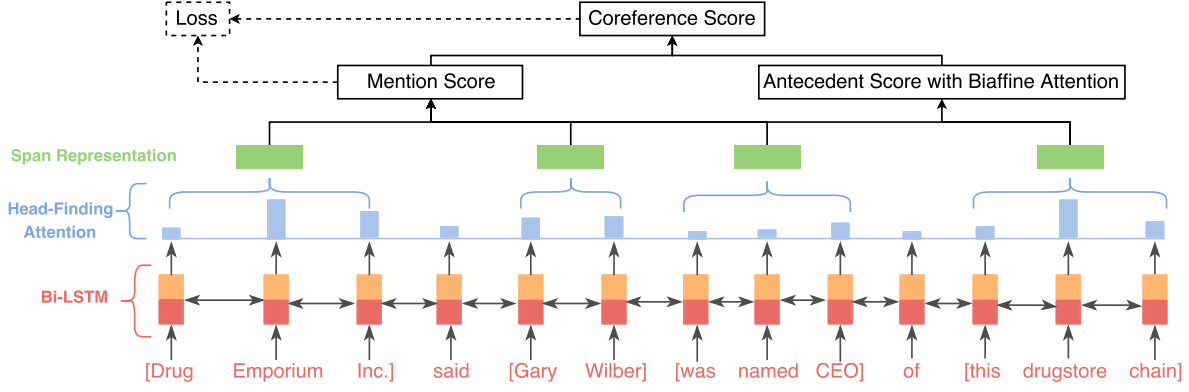 Loss
Coreference Score
Mention Score
Antecedent Score with Biaffine Attention
Span Representation
Head-Finding
Attention
Bi-LSTM
[Drug Emporium Inc.] said [Gary Wilber] [was named CEO] of [this drugstore chain]